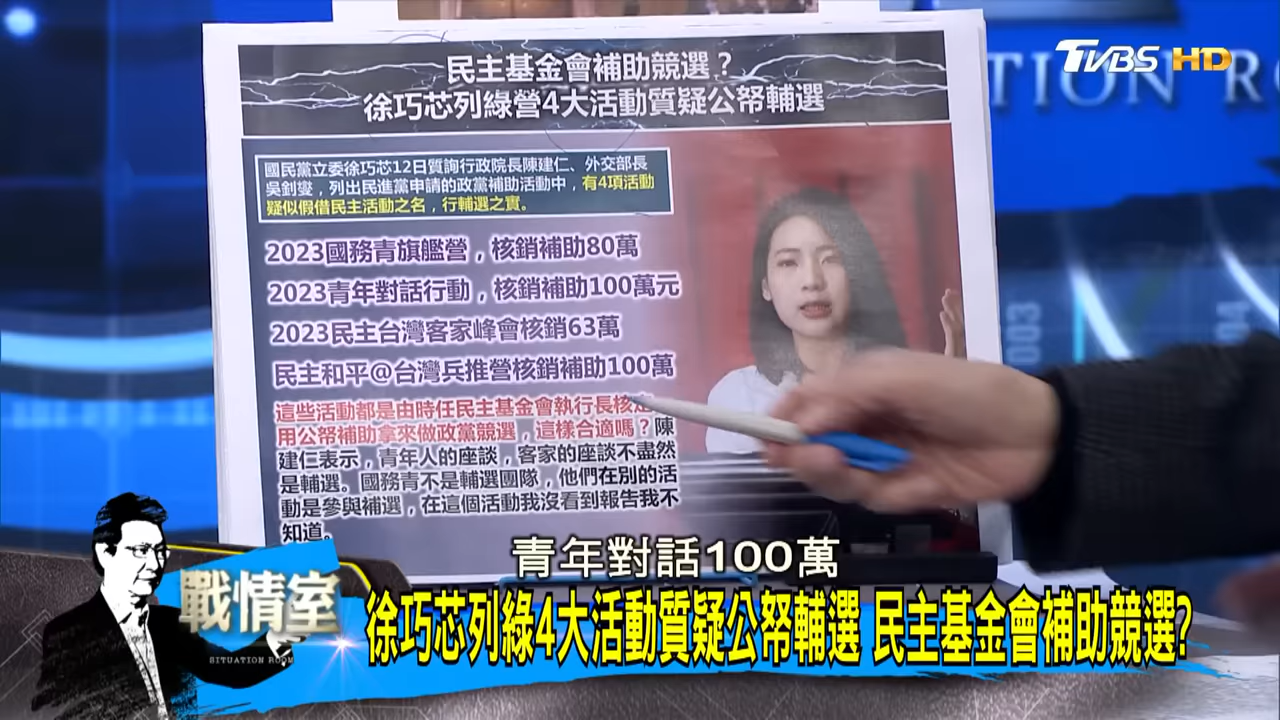 TVBS HD
TION RO
民主基金會補助競選？
徐巧芯列綠營4大活動質疑公帑輔選
國民黨立委徐巧芯12日質詢行政院長陳建仁、外交部長
吳釗燮，列出民進黨申請的政黨補助活動中，有4項活動
疑似假借民主活動之名，行輔選之實。
2023國務青旗艦營，核銷補助80萬
2023青年對話行動，核銷補助100萬元
2023民主台灣客家峰會核銷63萬
民主和平@台灣兵推營核銷補助100萬
這些活動都是由時任民主基金會執行長核定
用公帑補助拿來做政黨競選，這樣合適嗎？陳
建仁表示，青年人的座談，客家的座談不盡然
是輔選。國務青不是輔選團隊，他們在別的活
動是參與補選，在這個活動我沒看到報告我不
知道。
003
04
青年對話100萬
戰情室
SITUATION ROOM
徐巧芯列綠4大活動質疑公帑輔選 民主基金會補助競選?